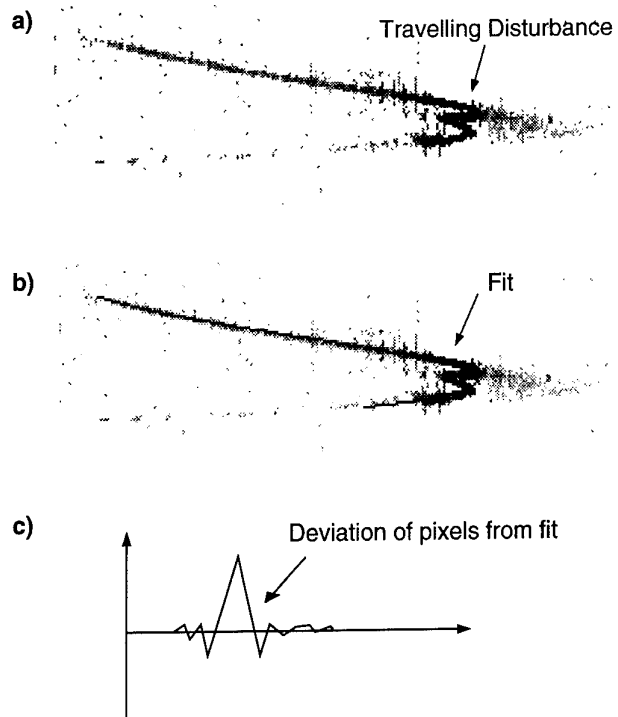 a)
Travelling Disturbance
b)
Fit
c)
Deviation of pixels from fit